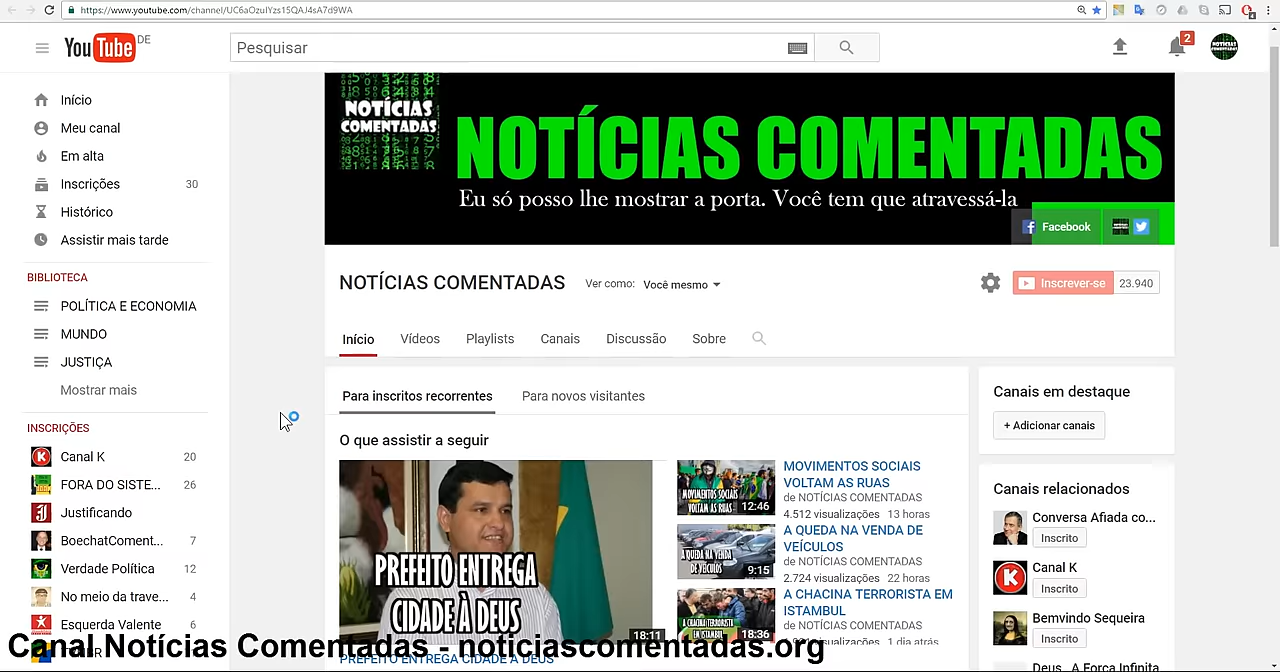 https://www.youtube.com/channel/UC6aOzuIYzs15QAJ4sA7d9WA
YouTube DE
Pesquisar
2
Início
Meu canal
Em alta
Inscrições 30
Histórico
Assistir mais tarde
BIBLIOTECA
POLÍTICA E ECONOMIA
MUNDO
JUSTIÇA
Mostrar mais
INSCRIÇÕES
Canal K 20
FORA DO SISTE... 26
Justificando
BoechatComent... 7
Verdade Política 12
No meio da trave... 4
Esquerda Valente 6
NOTÍCIAS
COMENTADAS
NOTÍCIAS COMENTADAS
Eu só posso lhe mostrar a porta. Você tem que atravessá-la
Facebook
NOTÍCIAS COMENTADAS
Ver como: Você mesmo
Inscrever-se 23.940
Início Vídeos Playlists Canais Discussão Sobre
Para inscritos recorrentes Para novos visitantes
O que assistir a seguir
PREFEITO ENTREGA
CIDADE À DEUS
18:11
PREFEITO ENTREGA CIDADE À DEUS
MOVIMENTOS SOCIAIS
VOLTAM AS RUAS
12:46
MOVIMENTOS SOCIAIS
VOLTAM AS RUAS
de NOTÍCIAS COMENTADAS
4.512 visualizações 13 horas
A QUEDA NA VENDA
DE VEÍCULOS
9:15
A QUEDA NA VENDA DE
VEÍCULOS
de NOTÍCIAS COMENTADAS
2.724 visualizações 22 horas
A CHACINA TERRORISTA
EM ISTAMBUL
18:36
A CHACINA TERRORISTA EM
ISTAMBUL
de NOTÍCIAS COMENTADAS
visualizações 1 dia atrás
Canais em destaque
+ Adicionar canais
Canais relacionados
Conversa Afiada co...
Inscrito
Canal K
Inscrito
Bemvindo Sequeira
Inscrito
Deus , A Força Infinita
Canal Notícias Comentadas - noticiascomentadas.org